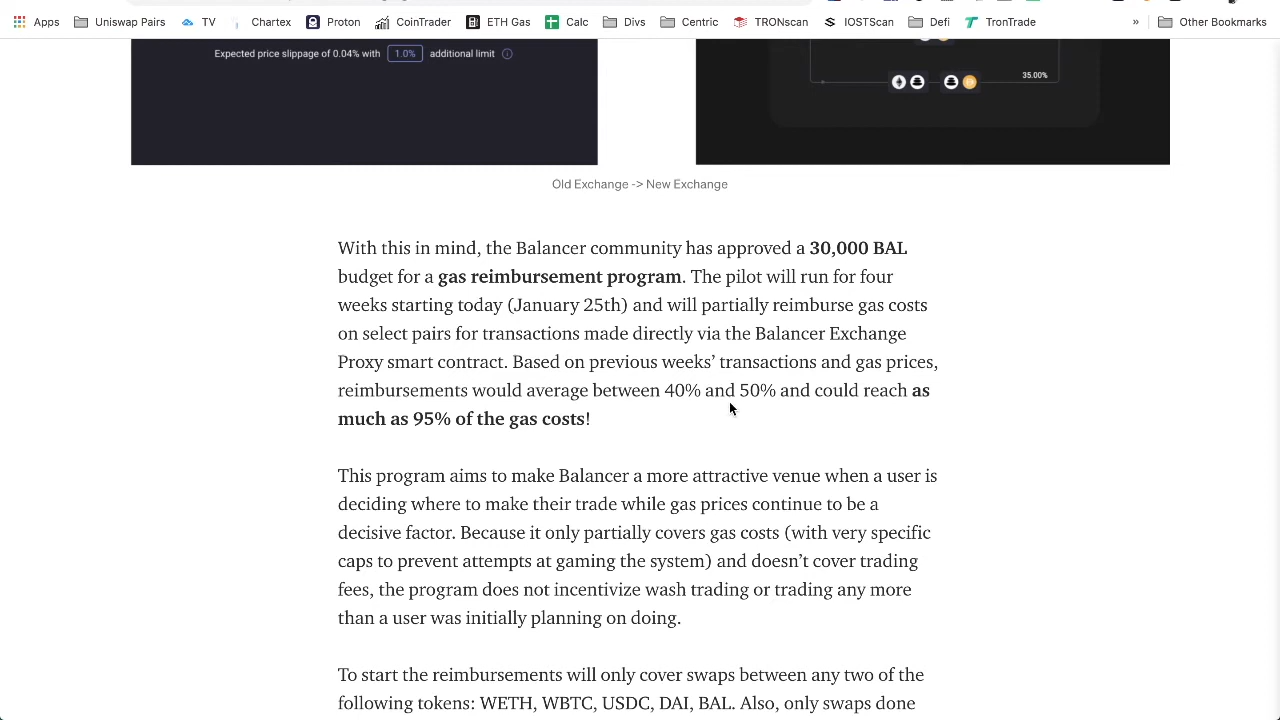 Apps Uniswap Pairs TV Chartex Proton CoinTrader ETH Gas Calc Divs Centric TRONscan IOSTScan Defi TronTrade » Other Bookmarks
Expected price slippage of 0.04% with 1.0% additional limit
35.00%
Old Exchange -> New Exchange
With this in mind, the Balancer community has approved a 30,000 BAL
budget for a gas reimbursement program. The pilot will run for four
weeks starting today (January 25th) and will partially reimburse gas costs
on select pairs for transactions made directly via the Balancer Exchange
Proxy smart contract. Based on previous weeks’ transactions and gas prices,
reimbursements would average between 40% and 50% and could reach as
much as 95% of the gas costs!
This program aims to make Balancer a more attractive venue when a user is
deciding where to make their trade while gas prices continue to be a
decisive factor. Because it only partially covers gas costs (with very specific
caps to prevent attempts at gaming the system) and doesn’t cover trading
fees, the program does not incentivize wash trading or trading any more
than a user was initially planning on doing.
To start the reimbursements will only cover swaps between any two of the
following tokens: WETH, WBTC, USDC, DAI, BAL. Also, only swaps done